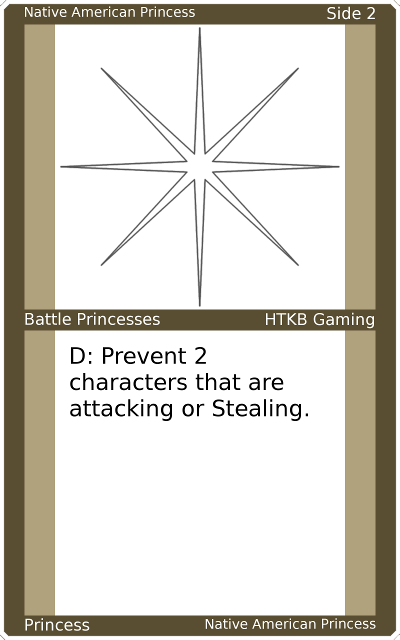 Native American Princess Side 2
Battle Princesses HTKB Gaming
D: Prevent 2
characters that are
attacking or Stealing.
Princess Native American Princess